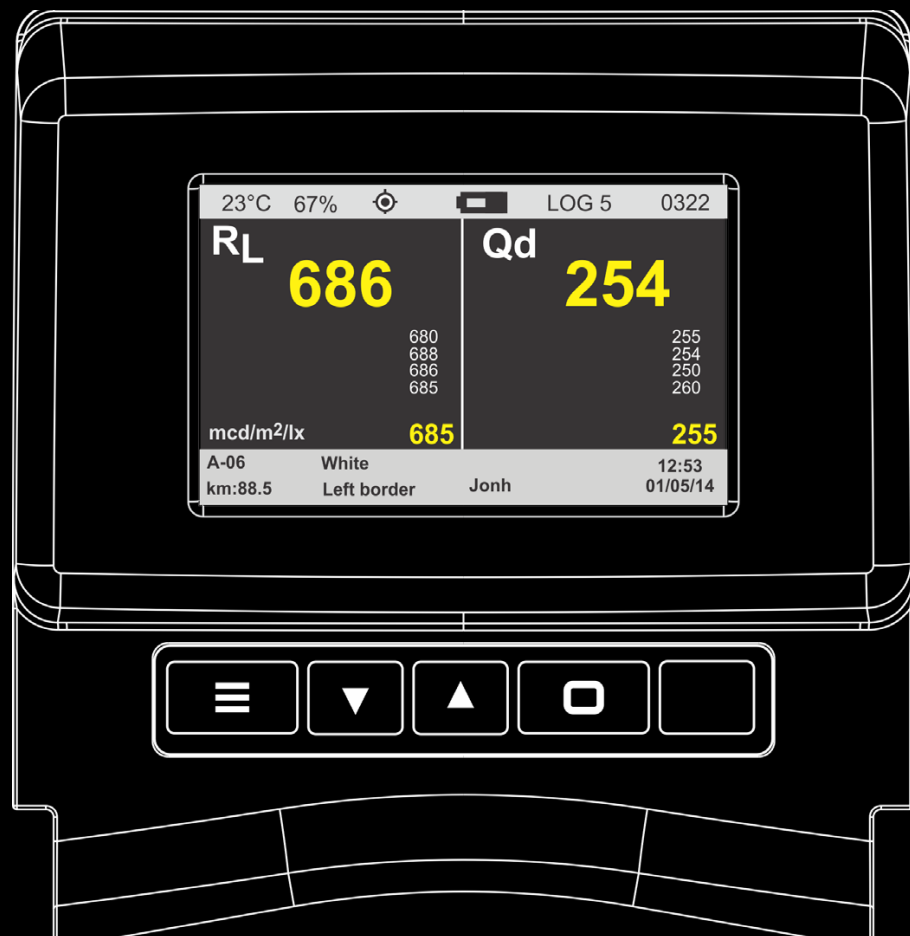 23°C 67% LOG 5 0322
RL Qd
686 254
680 255
688 254
686 250
685 260
mcd/m²/lx 685 255
A-06 White 12:53
km:88.5 Left border Jonh 01/05/14